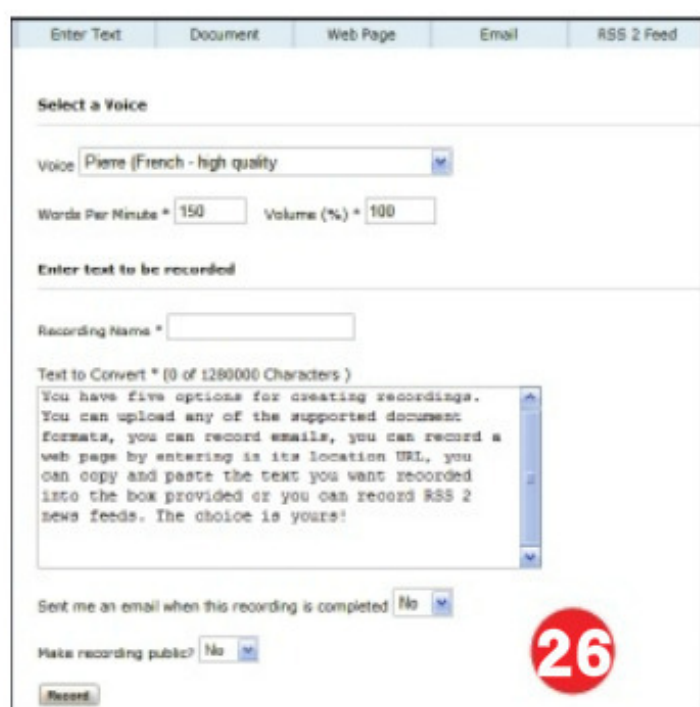 Enter Text Document Web Page Email RSS 2 Feed
Select a Voice
Voice Pierre (French - high quality
Words Per Minute * 150 Volume (%) * 100
Enter text to be recorded
Recording Name *
Text to Convert * (0 of 1280000 Characters )
You have five options for creating recordings.
You can upload any of the supported document
formats, you can record emails, you can record a
web page by entering in its location URL, you
can copy and paste the text you want recorded
into the box provided or you can record RSS 2
news feeds. The choice is yours!
Sent me an email when this recording is completed No
Make recording public? No
26
Record